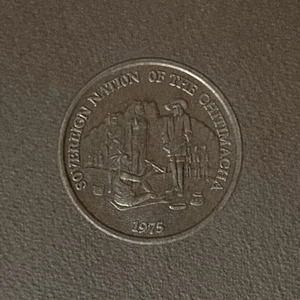 SOVEREIGN NATION OF THE CHITIMACHA
1975